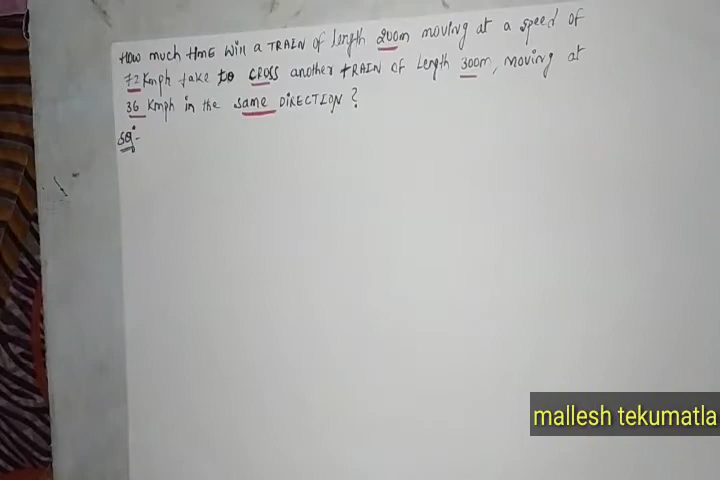 How much time will a TRAIN of length 200m moving at a speed of
72 Kmph take to CROSS another tRAIN of Length 300m, moving at
36 Kmph in the same DIRECTION ?
Sol:-
mallesh tekumatla